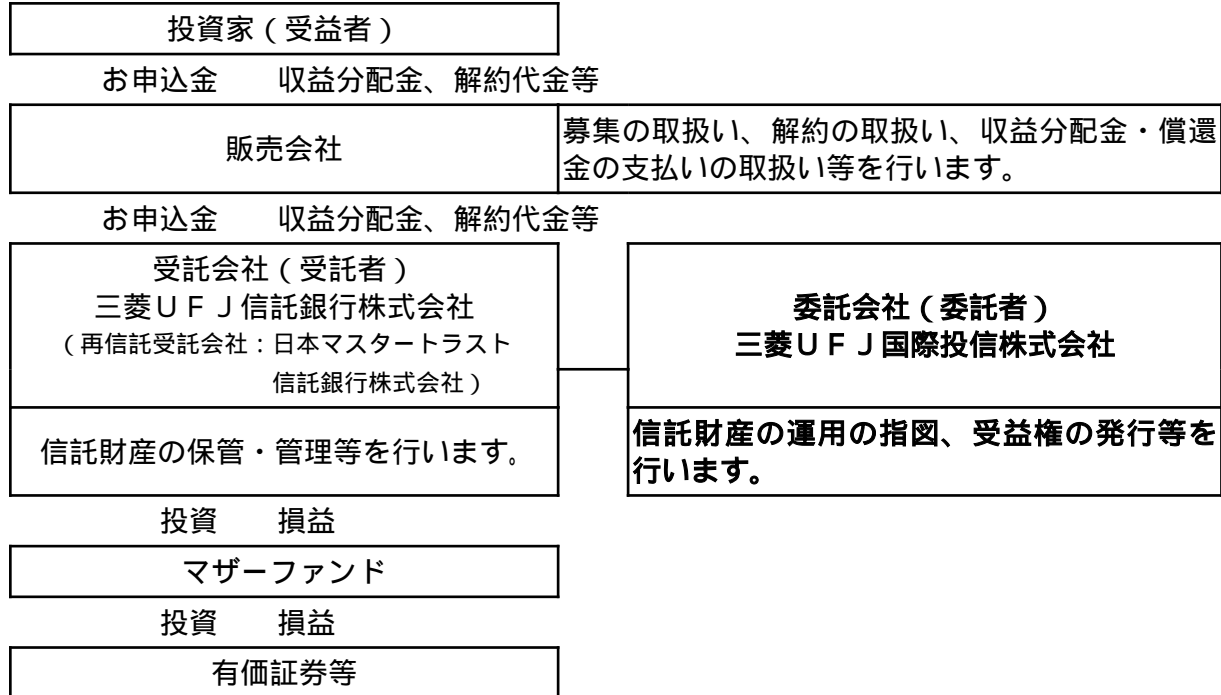 投資家（受益者）
お申込金　　収益分配金、解約代金等
販売会社
募集の取扱い、解約の取扱い、収益分配金・償還
金の支払いの取扱い等を行います。
お申込金　　収益分配金、解約代金等
受託会社（受託者）
三菱ＵＦＪ信託銀行株式会社
（再信託受託会社：日本マスタートラスト
信託銀行株式会社）
委託会社（委託者）
三菱ＵＦＪ国際投信株式会社
信託財産の保管・管理等を行います。
信託財産の運用の指図、受益権の発行等を
行います。
投資　　損益
マザーファンド
投資　　損益
有価証券等